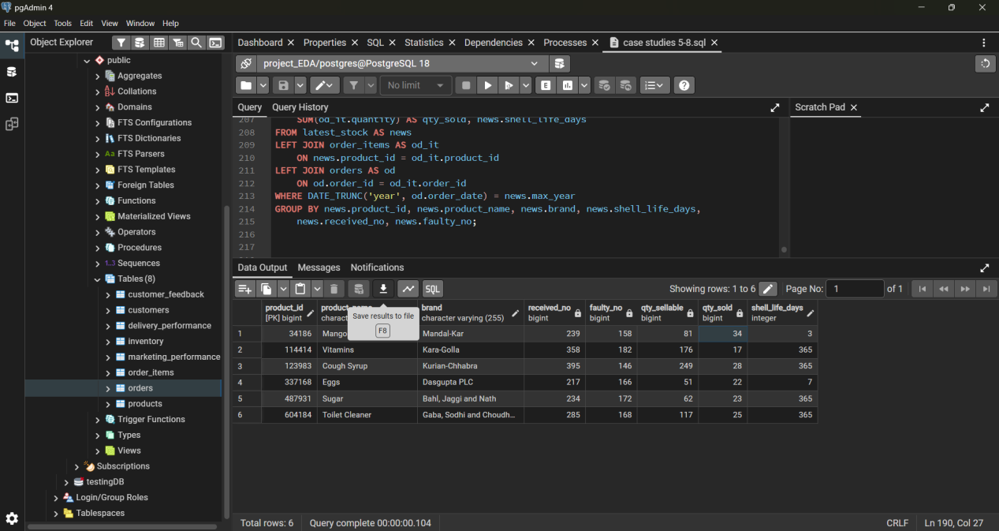 pgAdmin 4
File Object Tools Edit View Window Help
Object Explorer
Dashboard Properties SQL Statistics Dependencies Processes case studies 5-8.sql
public
Aggregates
Collations
Domains
FTS Configurations
FTS Dictionaries
Aa FTS Parsers
FTS Templates
Foreign Tables
Functions
Materialized Views
Operators
Procedures
1..3 Sequences
Tables (8)
customer_feedback
customers
delivery_performance
inventory
marketing_performance
order_items
orders
products
Trigger Functions
Types
Views
Subscriptions
testingDB
Login/Group Roles
Tablespaces
project_EDA/postgres@PostgreSQL 18
No limit
E
Query Query History
Scratch Pad
207 SUM(od_it.quantity) AS qty_sold, news.shell_life_days
208 FROM latest_stock AS news
209 LEFT JOIN order_items AS od_it
210 ON news.product_id = od_it.product_id
211 LEFT JOIN orders AS od
212 ON od.order_id = od_it.order_id
213 WHERE DATE_TRUNC('year', od.order_date) = news.max_year
214 GROUP BY news.product_id, news.product_name, news.brand, news.shell_life_days,
215 news.received_no, news.faulty_no;
216
217
Data Output Messages Notifications
SQL
Showing rows: 1 to 6 Page No: 1 of 1
product_id product_name brand received_no faulty_no qty_sellable qty_sold shell_life_days
[PK] bigint charact character varying (255) bigint bigint bigint bigint integer
Save results to file
F8
1 34186 Mango Mandal-Kar 239 158 81 34 3
2 114414 Vitamins Kara-Golla 358 182 176 17 365
3 123983 Cough Syrup Kurian-Chhabra 395 146 249 28 365
4 337168 Eggs Dasgupta PLC 217 166 51 22 7
5 487931 Sugar Bahl, Jaggi and Nath 234 172 62 23 365
6 604184 Toilet Cleaner Gaba, Sodhi and Choudh... 285 168 117 25 365
Total rows: 6 Query complete 00:00:00.104
CRLF Ln 190, Col 27